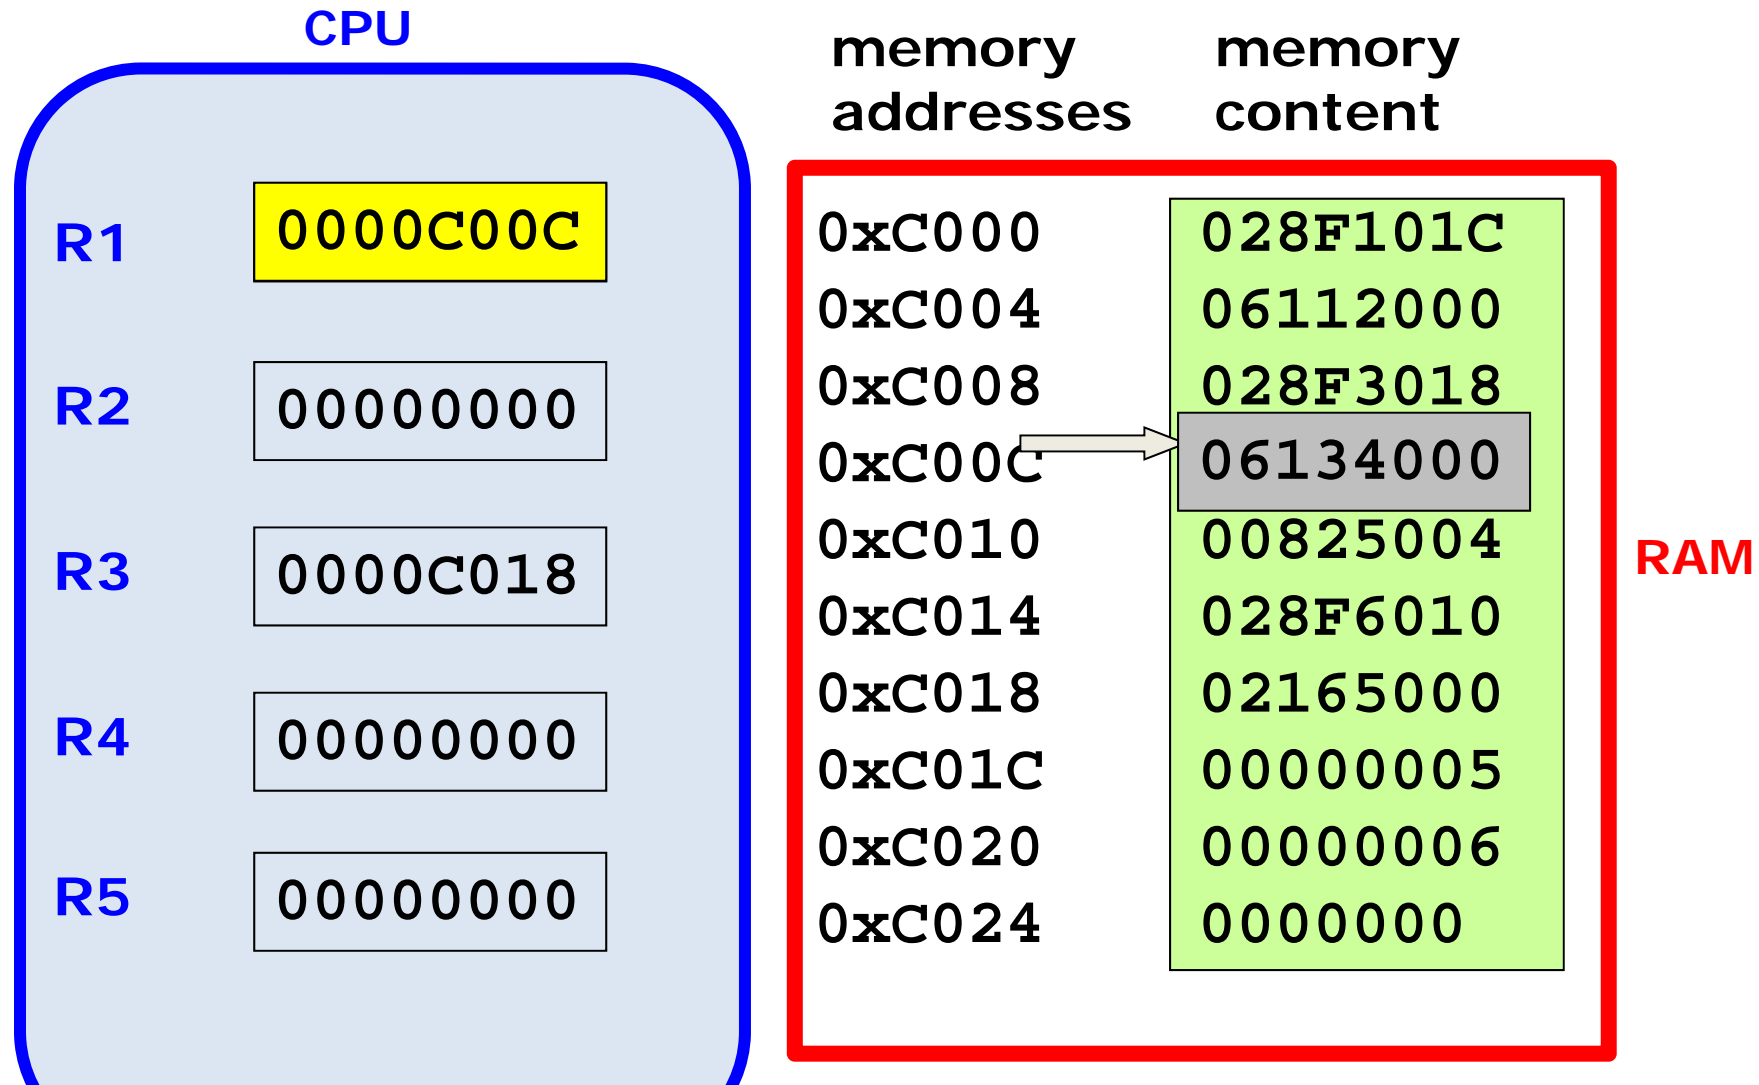 CPU
R1 0000C00C
R2 00000000
R3 0000C018
R4 00000000
R5 00000000
memory addresses
memory content
0xC000 028F101C
0xC004 06112000
0xC008 028F3018
0xC00C 06134000
0xC010 00825004
0xC014 028F6010
0xC018 02165000
0xC01C 00000005
0xC020 00000006
0xC024 0000000
RAM